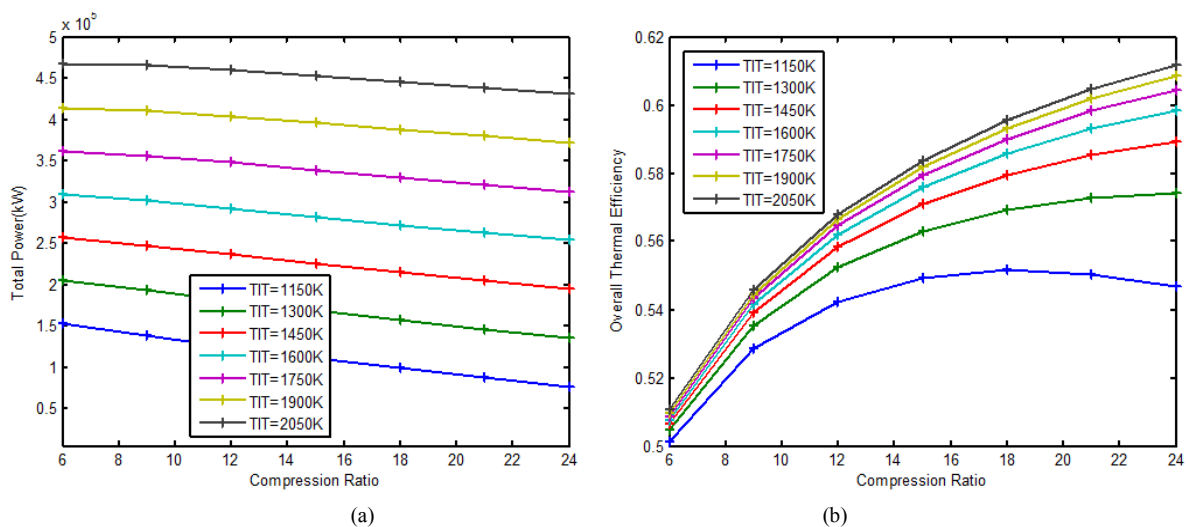 x 10^5
5
4.5
4
3.5
3
2.5
2
1.5
1
0.5
Total Power(kW)
TIT=1150K
TIT=1300K
TIT=1450K
TIT=1600K
TIT=1750K
TIT=1900K
TIT=2050K
6 8 10 12 14 16 18 20 22 24
Compression Ratio
(a)
0.62
0.6
0.58
0.56
0.54
0.52
0.5
Overall Thermal Efficiency
TIT=1150K
TIT=1300K
TIT=1450K
TIT=1600K
TIT=1750K
TIT=1900K
TIT=2050K
6 8 10 12 14 16 18 20 22 24
Compression Ratio
(b)